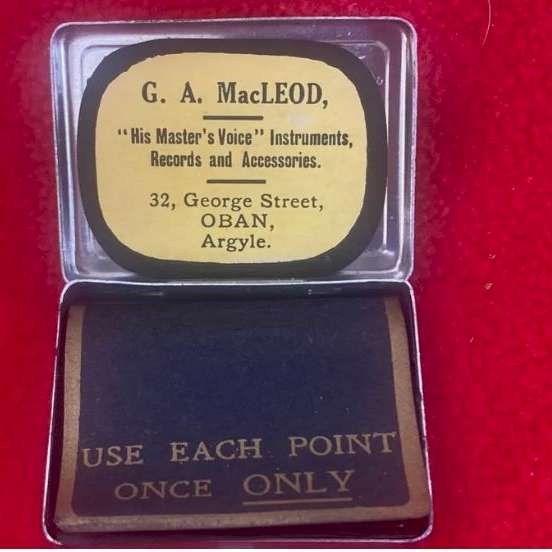 G. A. MacLEOD,
"His Master's Voice" Instruments,
Records and Accessories.
32, George Street,
OBAN,
Argyle.
USE EACH POINT
ONCE ONLY